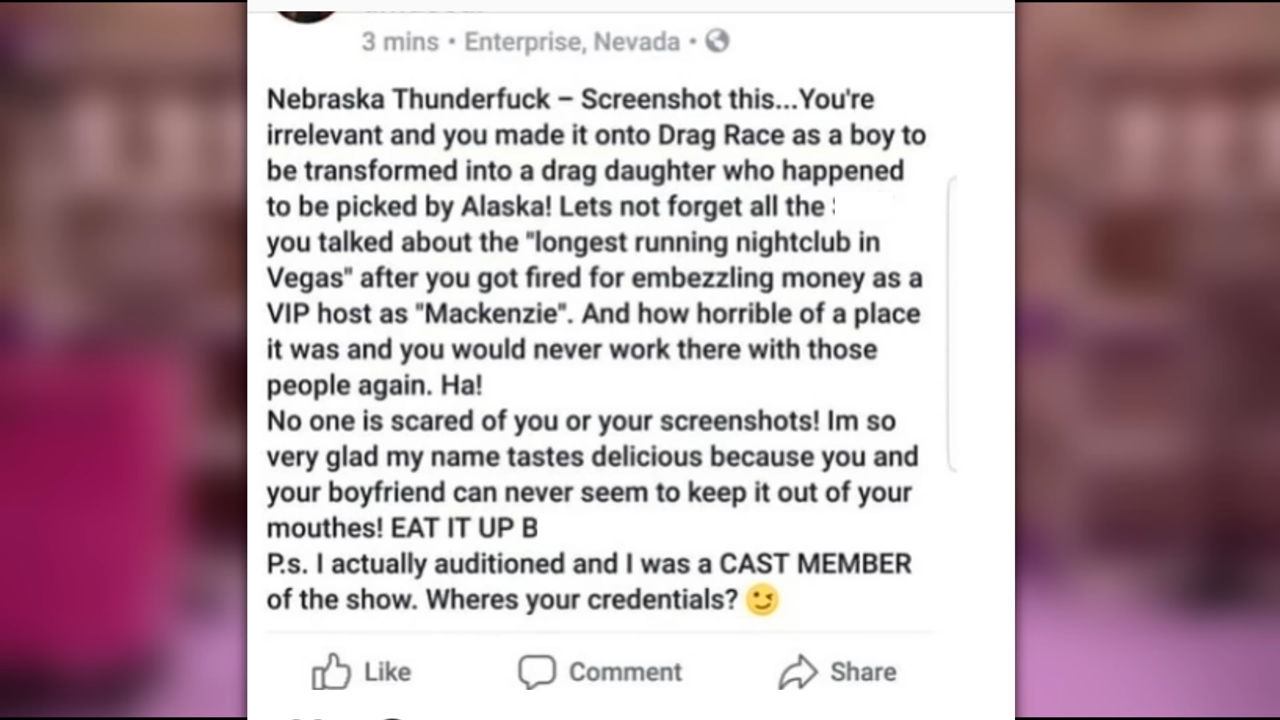 3 mins • Enterprise, Nevada •
Nebraska Thunderfuck – Screenshot this...You're
irrelevant and you made it onto Drag Race as a boy to
be transformed into a drag daughter who happened
to be picked by Alaska! Lets not forget all the
you talked about the "longest running nightclub in
Vegas" after you got fired for embezzling money as a
VIP host as "Mackenzie". And how horrible of a place
it was and you would never work there with those
people again. Ha!
No one is scared of you or your screenshots! Im so
very glad my name tastes delicious because you and
your boyfriend can never seem to keep it out of your
mouthes! EAT IT UP B
P.s. I actually auditioned and I was a CAST MEMBER
of the show. Wheres your credentials? 😉
Like Comment Share